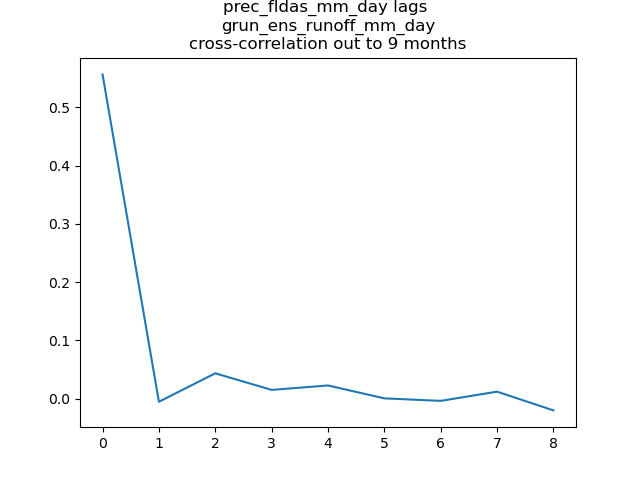 prec_fldas_mm_day lags
grun_ens_runoff_mm_day
cross-correlation out to 9 months
0.5
0.4
0.3
0.2
0.1
0.0
0 1 2 3 4 5 6 7 8